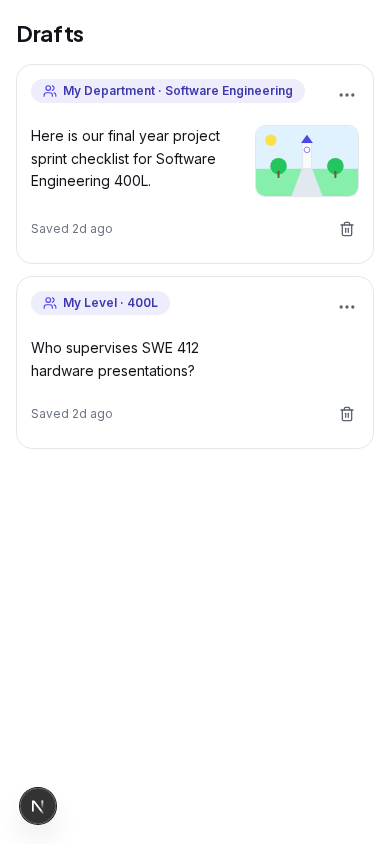 Drafts
My Department · Software Engineering
Here is our final year project
sprint checklist for Software
Engineering 400L.
Saved 2d ago
My Level · 400L
Who supervises SWE 412
hardware presentations?
Saved 2d ago
N